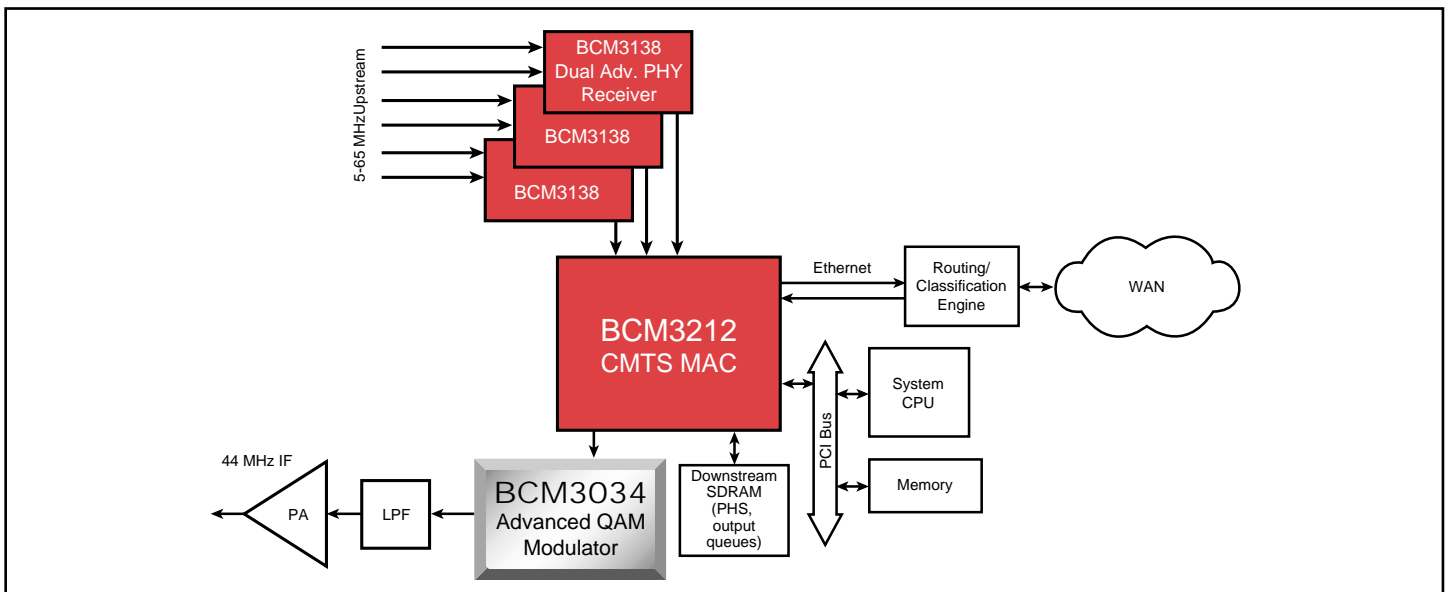 BCM3138
Dual Adv. PHY
Receiver
BCM3138
BCM3138
5-65 MHzUpstream
BCM3212
CMTS MAC
Ethernet
Routing/
Classification
Engine
WAN
PCI Bus
System
CPU
Memory
Downstream
SDRAM
(PHS,
output
queues)
BCM3034
Advanced QAM
Modulator
LPF
PA
44 MHz IF